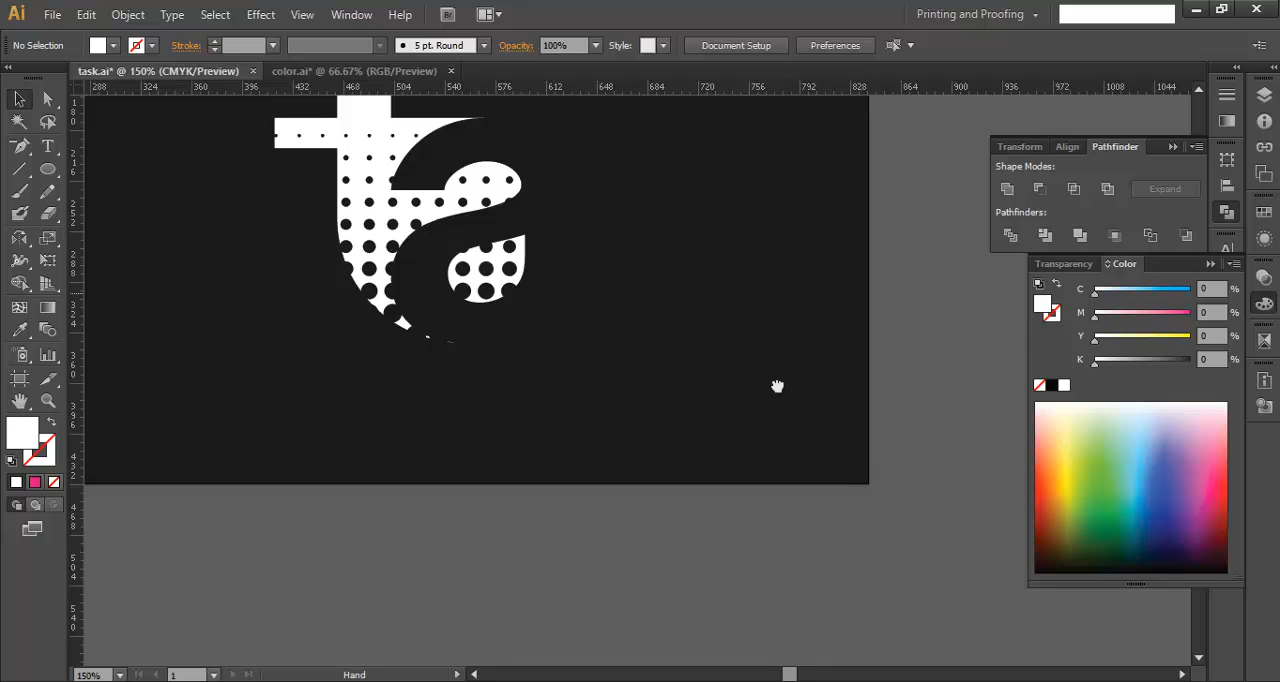 Ai File Edit Object Type Select Effect View Window Help Br Printing and Proofing
No Selection Stroke: 5 pt. Round Opacity: 100% Style: Document Setup Preferences
task.ai* @ 150% (CMYK/Preview) × color.ai* @ 66.67% (RGB/Preview) ×
288 324 360 396 432 468 504 540 576 612 648 684 720 756 792 828 864 900 936 972 1008 1044
Transform Align Pathfinder
Shape Modes:
Expand
Pathfinders:
Transparency Color
C 0 %
M 0 %
Y 0 %
K 0 %
150% 1 Hand